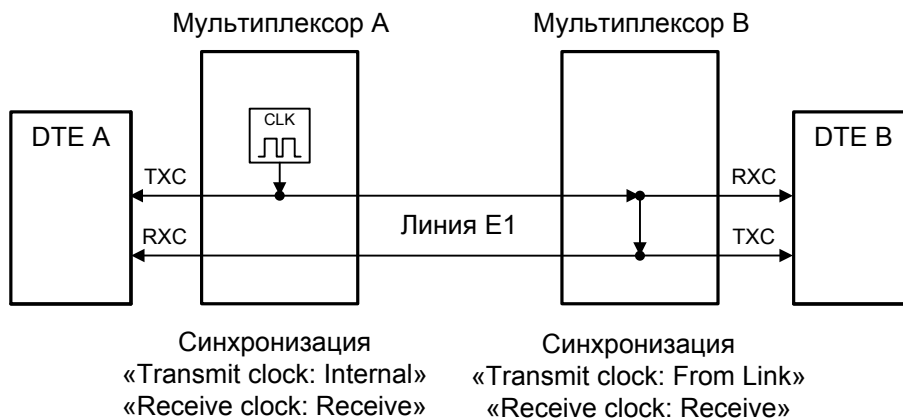 Мультиплексор А
Мультиплексор В
CLK
DTE A
DTE B
TXC
RXC
Линия E1
RXC
TXC
Синхронизация
«Transmit clock: Internal»
«Receive clock: Receive»
Синхронизация
«Transmit clock: From Link»
«Receive clock: Receive»